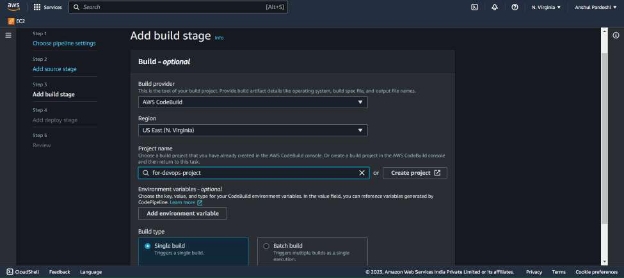 aws
Services
Search
[Alt+S]
N. Virginia
Anshul Pardeshi
EC2
Step 1
Choose pipeline settings
Step 2
Add source stage
Step 3
Add build stage
Step 4
Add deploy stage
Step 5
Review
Add build stage Info
Build - optional
Build provider
This is the tool of your build project. Provide build artifact details like operating system, build spec file, and output file names.
AWS CodeBuild
Region
US East (N. Virginia)
Project name
Choose a build project that you have already created in the AWS CodeBuild console. Or create a build project in the AWS CodeBuild console
and then return to this task.
for-devops-project
or
Create project
Environment variables - optional
Choose the key, value, and type for your CodeBuild environment variables. In the value field, you can reference variables generated by
CodePipeline. Learn more
Add environment variable
Build type
Single build
Triggers a single build.
Batch build
Triggers multiple builds as a single
execution.
CloudShell Feedback Language
© 2023, Amazon Web Services India Private Limited or its affiliates. Privacy Terms Cookie preferences